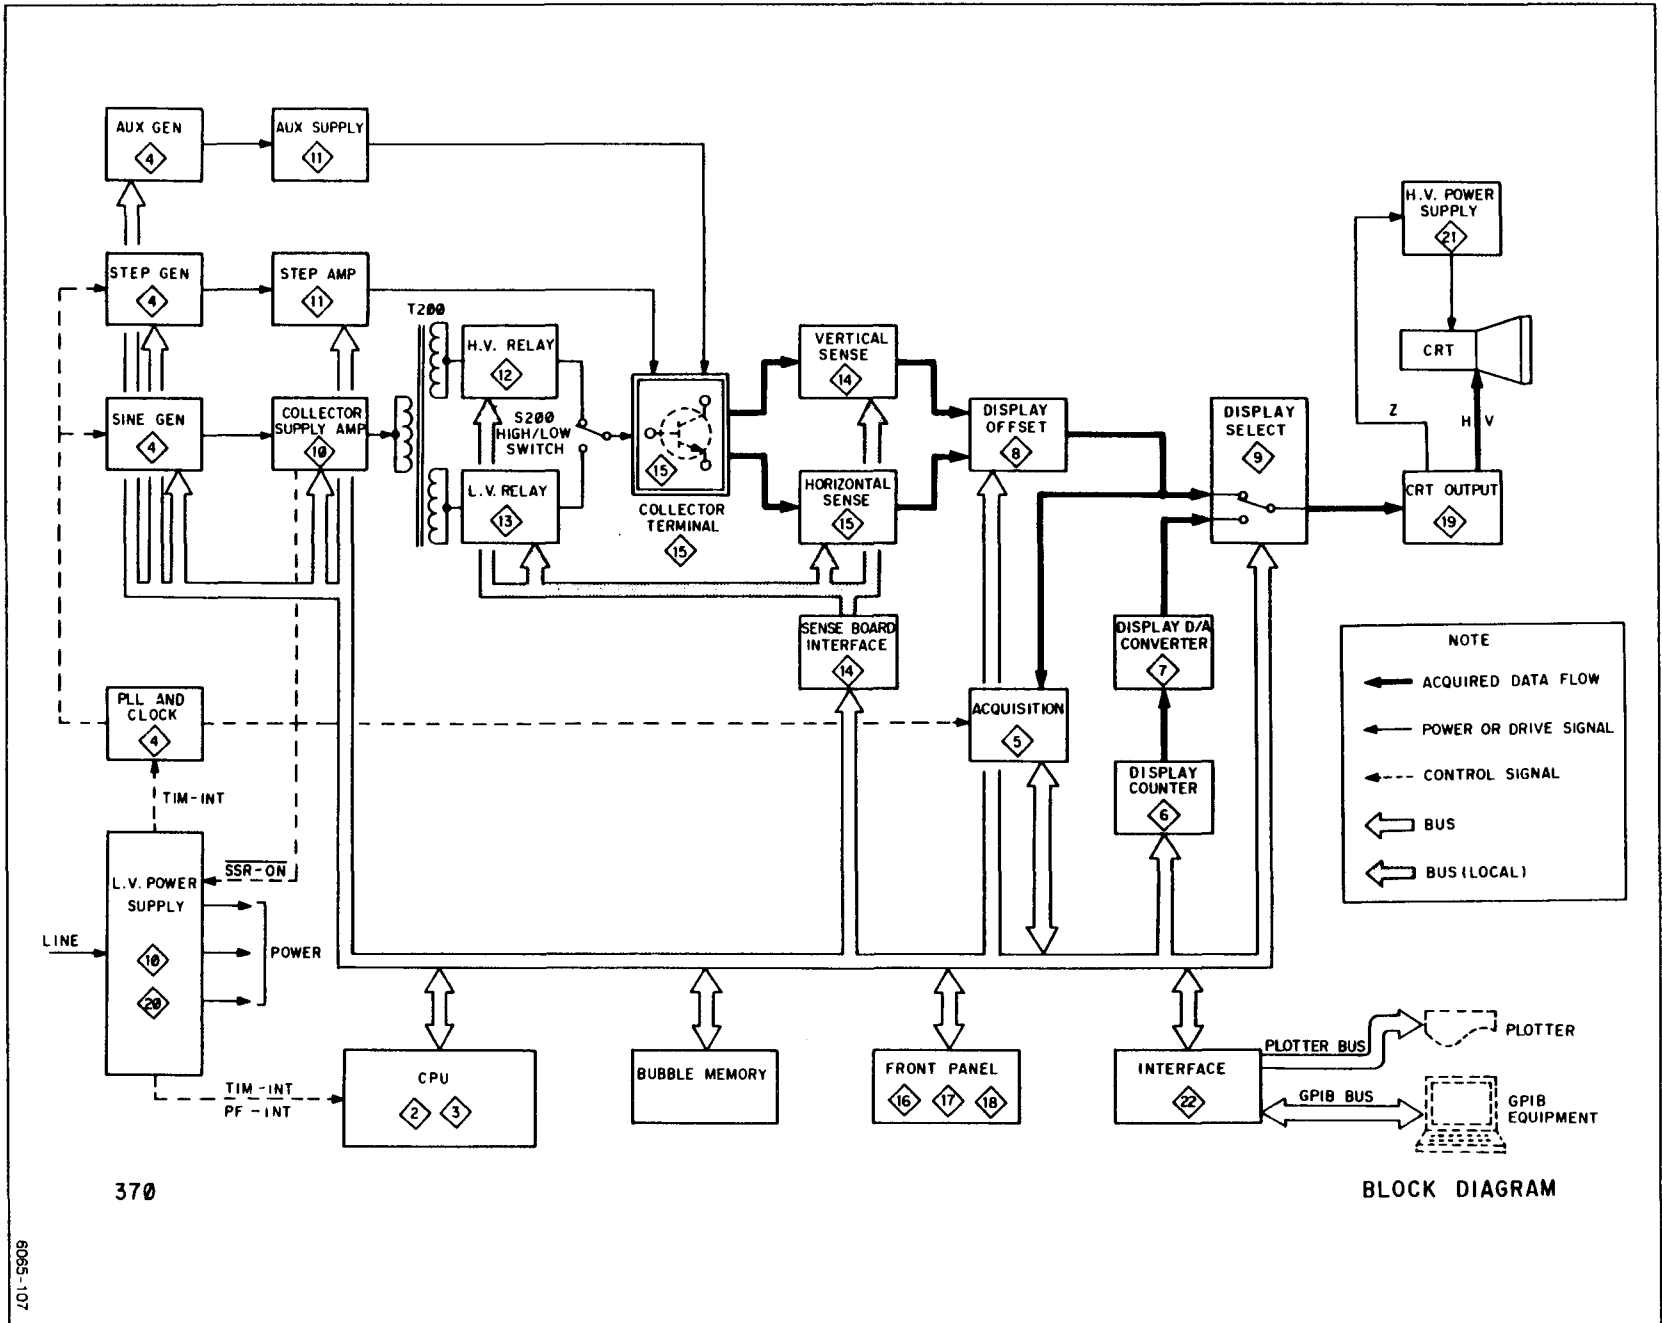 AUX GEN
4
AUX SUPPLY
11
H.V. POWER
SUPPLY
21
STEP GEN
4
STEP AMP
11
T200
H.V. RELAY
12
VERTICAL
SENSE
14
CRT
SINE GEN
4
COLLECTOR
SUPPLY AMP
10
S200
HIGH/LOW
SWITCH
15
COLLECTOR
TERMINAL
15
L.V. RELAY
13
HORIZONTAL
SENSE
15
DISPLAY
OFFSET
8
DISPLAY
SELECT
9
Z
H
V
CRT OUTPUT
19
SENSE BOARD
INTERFACE
14
DISPLAY D/A
CONVERTER
7
PLL AND
CLOCK
4
ACQUISITION
5
DISPLAY
COUNTER
6
NOTE
ACQUIRED DATA FLOW
POWER OR DRIVE SIGNAL
CONTROL SIGNAL
BUS
BUS (LOCAL)
TIM-INT
SSR-ON
L.V. POWER
SUPPLY
10
20
LINE
POWER
TIM-INT
PF-INT
CPU
2 3
BUBBLE MEMORY
FRONT PANEL
16 17 18
INTERFACE
22
PLOTTER BUS
PLOTTER
GPIB BUS
GPIB
EQUIPMENT
370
BLOCK DIAGRAM
6065-107